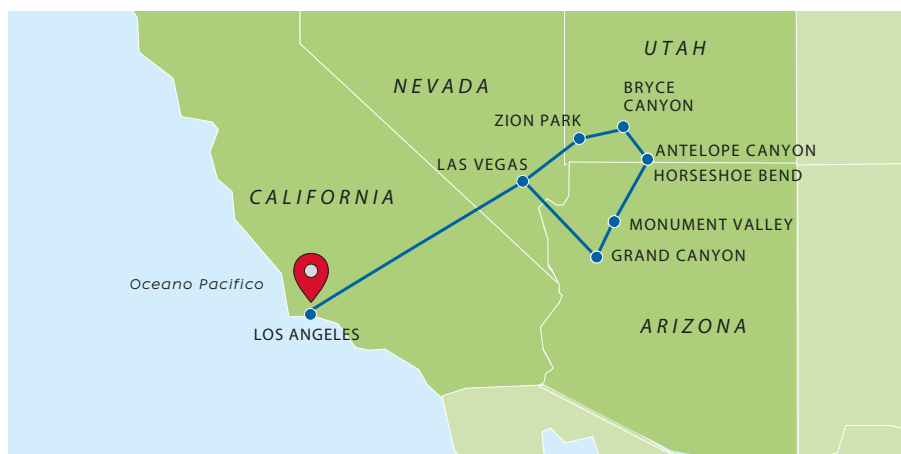 UTAH
NEVADA
BRYCE
CANYON
ZION PARK
ANTELOPE CANYON
LAS VEGAS
HORSESHOE BEND
CALIFORNIA
MONUMENT VALLEY
GRAND CANYON
Oceano Pacifico
ARIZONA
LOS ANGELES